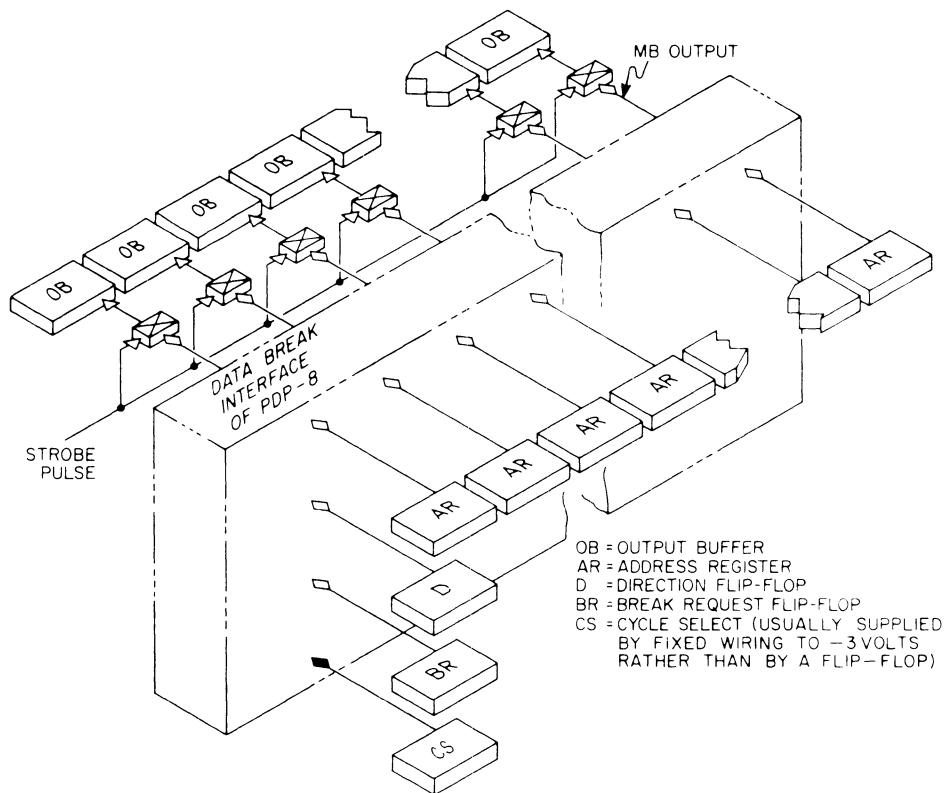 OB
MB OUTPUT
OB
OB
OB
OB
AR
DATA BREAK
INTERFACE
OF PDP-8
STROBE
PULSE
AR
AR
AR
AR
D
BR
CS
OB = OUTPUT BUFFER
AR = ADDRESS REGISTER
D = DIRECTION FLIP-FLOP
BR = BREAK REQUEST FLIP-FLOP
CS = CYCLE SELECT (USUALLY SUPPLIED
BY FIXED WIRING TO -3 VOLTS
RATHER THAN BY A FLIP-FLOP)